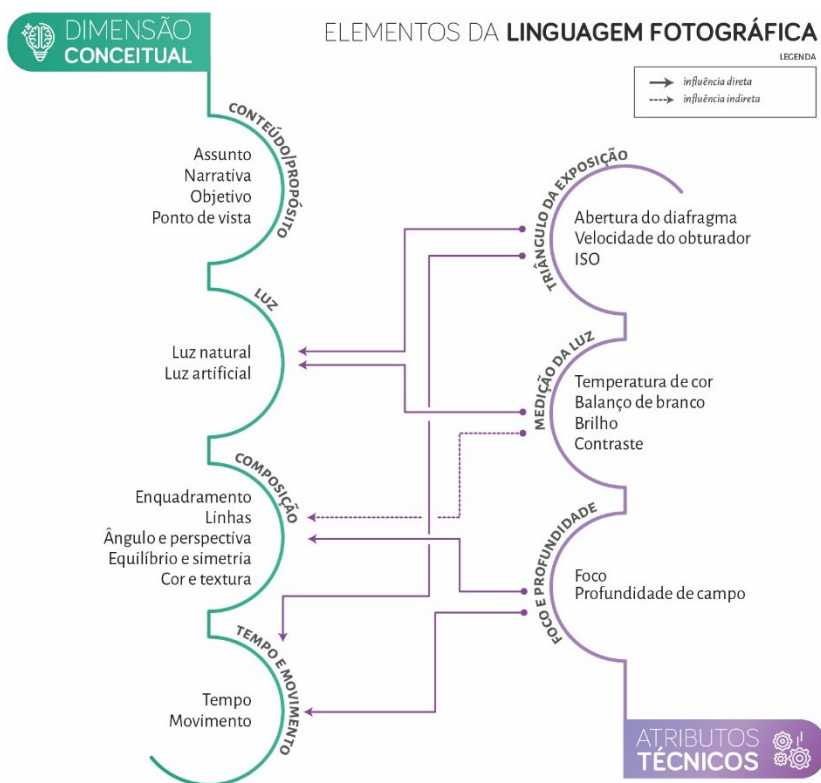 DIMENSÃO
CONCEITUAL
ELEMENTOS DA LINGUAGEM FOTOGRÁFICA
LEGENDA
influência direta
influência indireta
CONTEÚDO/PROPÓSITO
Assunto
Narrativa
Objetivo
Ponto de vista
LUZ
Luz natural
Luz artificial
COMPOSIÇÃO
Enquadramento
Linhas
Ângulo e perspectiva
Equilíbrio e simetria
Cor e textura
TEMPO E MOVIMENTO
Tempo
Movimento
TRIÂNGULO DA EXPOSIÇÃO
Abertura do diafragma
Velocidade do obturador
ISO
MEDIÇÃO DA LUZ
Temperatura de cor
Balanço de branco
Brilho
Contraste
FOCO E PROFUNDIDADE
Foco
Profundidade de campo
ATRIBUTOS
TÉCNICOS